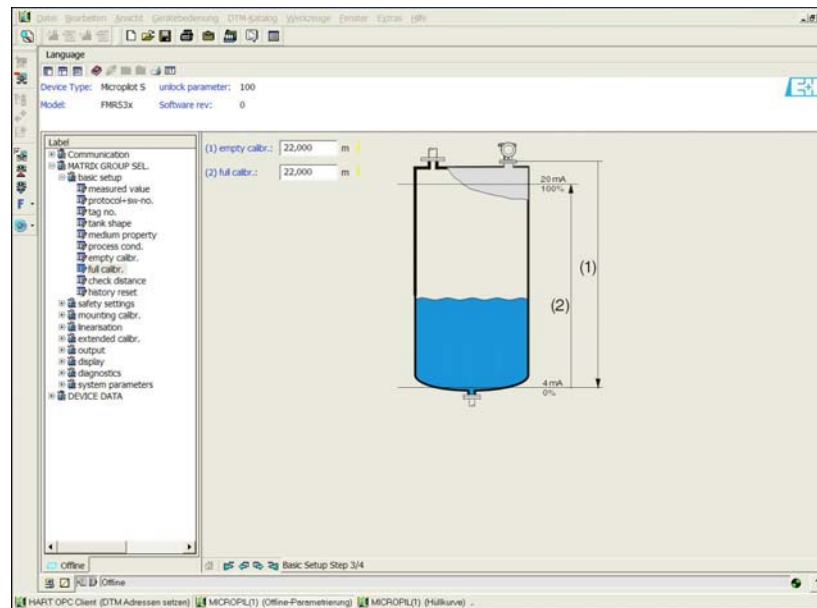 Datei Bearbeiten Ansicht Gerätebedienung DTM-Katalog Werkzeuge Fenster Extras Hilfe
Language
Device Type: Micropilot S unlock parameter: 100
Model: FMR53x Software rev: 0
E+H
Label
Communication
MATRIX GROUP SEL.
basic setup
measured value
protocol+sw-no.
tag no.
tank shape
medium property
process cond.
empty calibr.
full calibr.
check distance
history reset
safety settings
mounting calibr.
linearisation
extended calibr.
output
display
diagnostics
system parameters
DEVICE DATA
(1) empty calibr.: 22,000 m
(2) full calibr.: 22,000 m
20 mA
100%
(1)
(2)
4 mA
0%
F
Offline
Basic Setup Step 3/4
Offline
HART OPC Client (DTM Adressen setzen) MICROPIL(1) (Offline-Parametrierung) MICROPIL(1) (Hüllkurve)